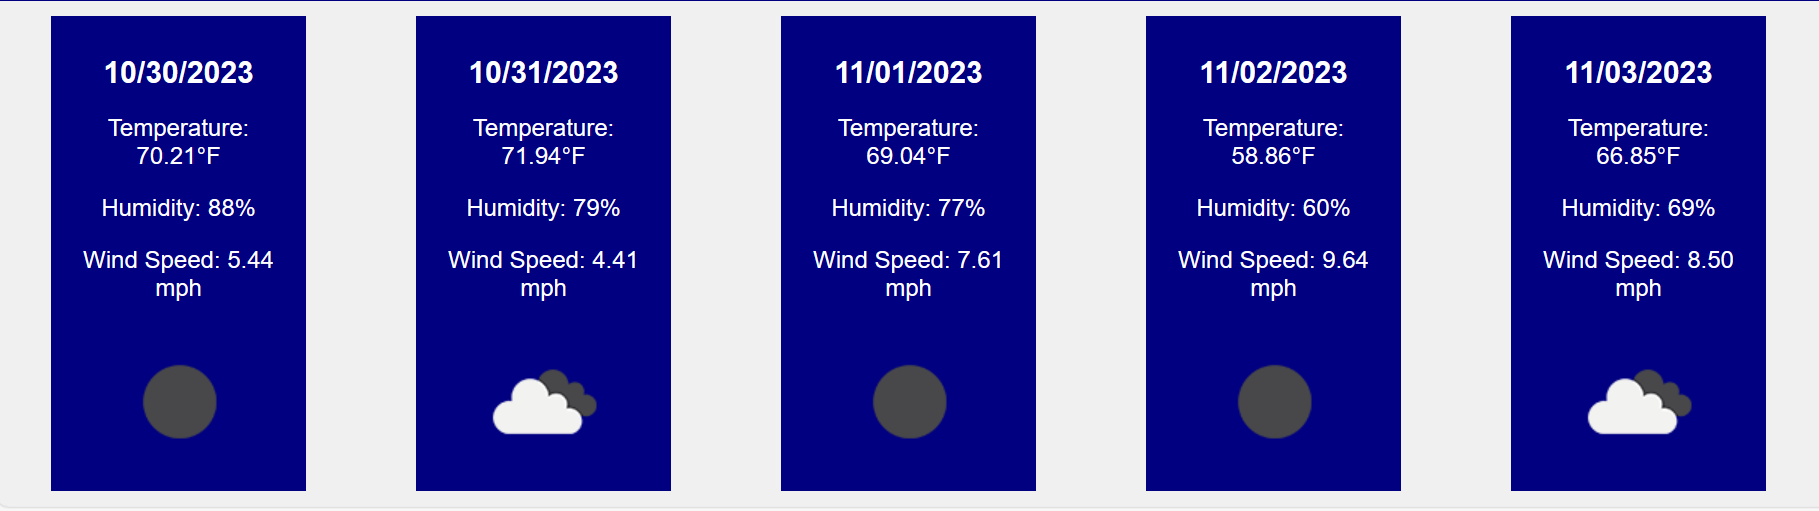 10/30/2023
Temperature:
70.21°F
Humidity: 88%
Wind Speed: 5.44
mph
10/31/2023
Temperature:
71.94°F
Humidity: 79%
Wind Speed: 4.41
mph
11/01/2023
Temperature:
69.04°F
Humidity: 77%
Wind Speed: 7.61
mph
11/02/2023
Temperature:
58.86°F
Humidity: 60%
Wind Speed: 9.64
mph
11/03/2023
Temperature:
66.85°F
Humidity: 69%
Wind Speed: 8.50
mph